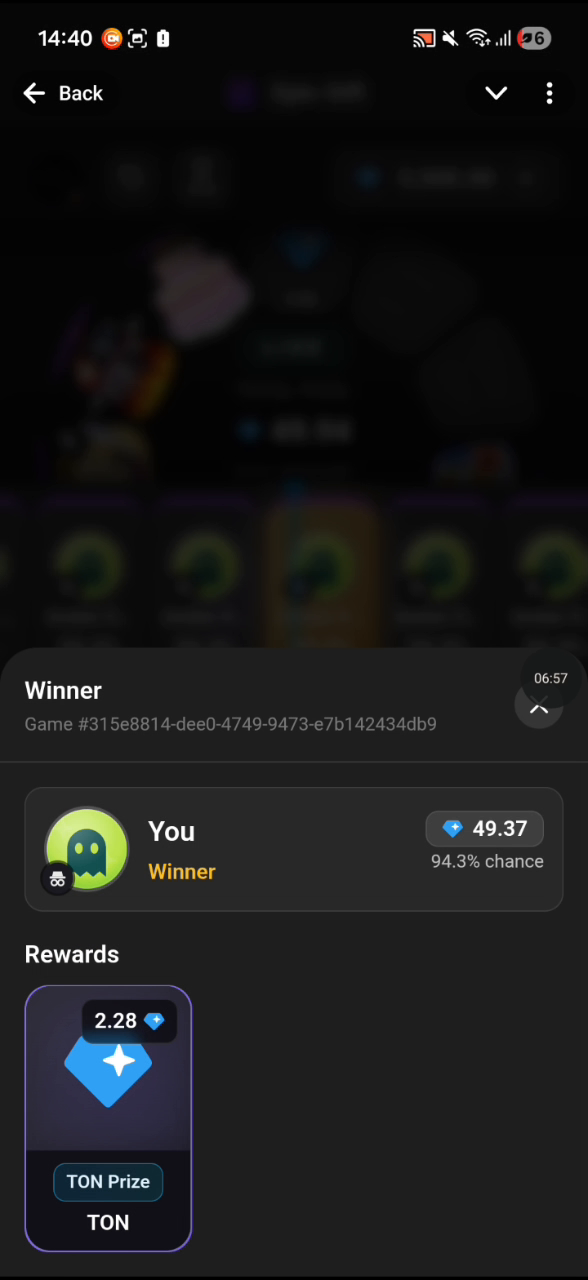 14:40
6
Back
Winner
06:57
Game #315e8814-dee0-4749-9473-e7b142434db9
You
49.37
Winner
94.3% chance
Rewards
2.28
TON Prize
TON